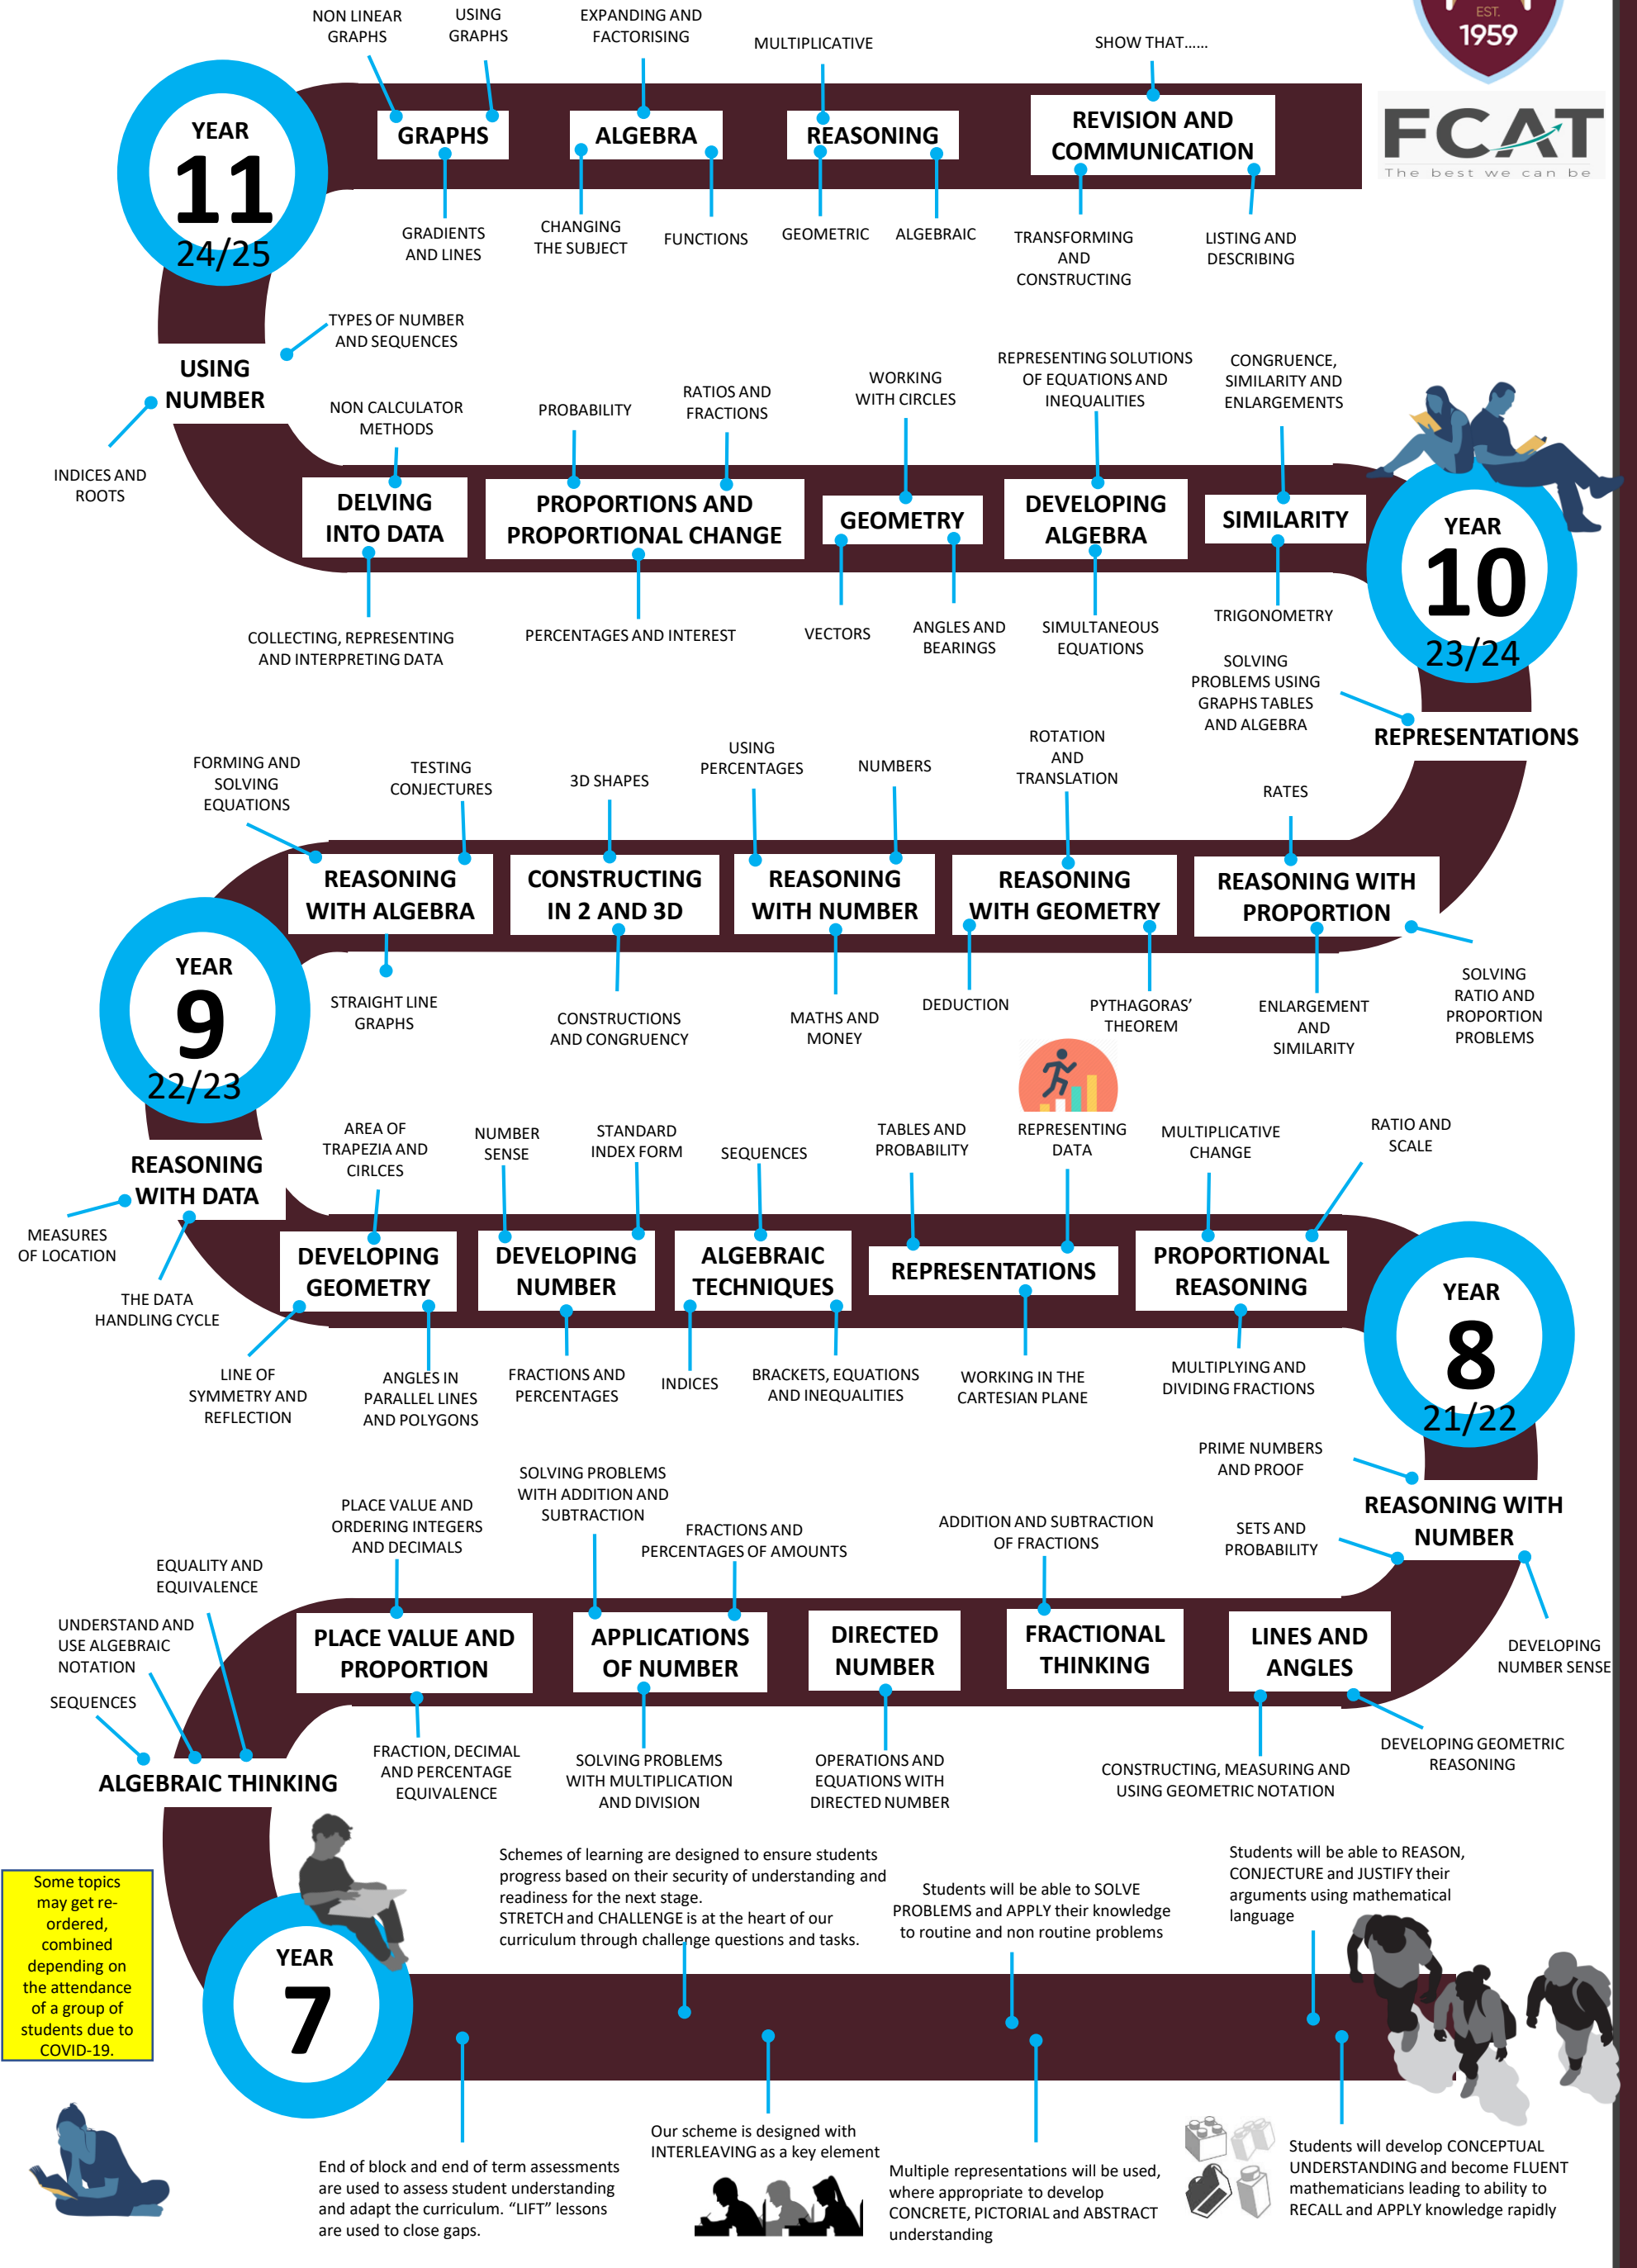 EST.
1959
FCAT
The best we can be
NON LINEAR
GRAPHS
USING
GRAPHS
EXPANDING AND
FACTORISING
MULTIPLICATIVE
SHOW THAT......
YEAR
11
24/25
GRAPHS
ALGEBRA
REASONING
REVISION AND
COMMUNICATION
GRADIENTS
AND LINES
CHANGING
THE SUBJECT
FUNCTIONS
GEOMETRIC
ALGEBRAIC
TRANSFORMING
AND
CONSTRUCTING
LISTING AND
DESCRIBING
TYPES OF NUMBER
AND SEQUENCES
USING
NUMBER
INDICES AND
ROOTS
NON CALCULATOR
METHODS
PROBABILITY
RATIOS AND
FRACTIONS
WORKING
WITH CIRCLES
REPRESENTING SOLUTIONS
OF EQUATIONS AND
INEQUALITIES
CONGRUENCE,
SIMILARITY AND
ENLARGEMENTS
DELVING
INTO DATA
PROPORTIONS AND
PROPORTIONAL CHANGE
GEOMETRY
DEVELOPING
ALGEBRA
SIMILARITY
YEAR
10
23/24
COLLECTING, REPRESENTING
AND INTERPRETING DATA
PERCENTAGES AND INTEREST
VECTORS
ANGLES AND
BEARINGS
SIMULTANEOUS
EQUATIONS
TRIGONOMETRY
SOLVING
PROBLEMS USING
GRAPHS TABLES
AND ALGEBRA
REPRESENTATIONS
FORMING AND
SOLVING
EQUATIONS
TESTING
CONJECTURES
3D SHAPES
USING
PERCENTAGES
NUMBERS
ROTATION
AND
TRANSLATION
RATES
REASONING
WITH ALGEBRA
CONSTRUCTING
IN 2 AND 3D
REASONING
WITH NUMBER
REASONING
WITH GEOMETRY
REASONING WITH
PROPORTION
YEAR
9
22/23
STRAIGHT LINE
GRAPHS
CONSTRUCTIONS
AND CONGRUENCY
MATHS AND
MONEY
DEDUCTION
PYTHAGORAS’
THEOREM
ENLARGEMENT
AND
SIMILARITY
SOLVING
RATIO AND
PROPORTION
PROBLEMS
REASONING
WITH DATA
MEASURES
OF LOCATION
THE DATA
HANDLING CYCLE
AREA OF
TRAPEZIA AND
CIRLCES
NUMBER
SENSE
STANDARD
INDEX FORM
SEQUENCES
TABLES AND
PROBABILITY
REPRESENTING
DATA
MULTIPLICATIVE
CHANGE
RATIO AND
SCALE
DEVELOPING
GEOMETRY
DEVELOPING
NUMBER
ALGEBRAIC
TECHNIQUES
REPRESENTATIONS
PROPORTIONAL
REASONING
YEAR
8
21/22
LINE OF
SYMMETRY AND
REFLECTION
ANGLES IN
PARALLEL LINES
AND POLYGONS
FRACTIONS AND
PERCENTAGES
INDICES
BRACKETS, EQUATIONS
AND INEQUALITIES
WORKING IN THE
CARTESIAN PLANE
MULTIPLYING AND
DIVIDING FRACTIONS
PRIME NUMBERS
AND PROOF
REASONING WITH
NUMBER
SETS AND
PROBABILITY
DEVELOPING
NUMBER SENSE
EQUALITY AND
EQUIVALENCE
UNDERSTAND AND
USE ALGEBRAIC
NOTATION
SEQUENCES
PLACE VALUE AND
ORDERING INTEGERS
AND DECIMALS
SOLVING PROBLEMS
WITH ADDITION AND
SUBTRACTION
FRACTIONS AND
PERCENTAGES OF AMOUNTS
ADDITION AND SUBTRACTION
OF FRACTIONS
PLACE VALUE AND
PROPORTION
APPLICATIONS
OF NUMBER
DIRECTED
NUMBER
FRACTIONAL
THINKING
LINES AND
ANGLES
ALGEBRAIC THINKING
FRACTION, DECIMAL
AND PERCENTAGE
EQUIVALENCE
SOLVING PROBLEMS
WITH MULTIPLICATION
AND DIVISION
OPERATIONS AND
EQUATIONS WITH
DIRECTED NUMBER
CONSTRUCTING, MEASURING AND
USING GEOMETRIC NOTATION
DEVELOPING GEOMETRIC
REASONING
Some topics
may get re-
ordered,
combined
depending on
the attendance
of a group of
students due to
COVID-19.
YEAR
7
Schemes of learning are designed to ensure students
progress based on their security of understanding and
readiness for the next stage.
STRETCH and CHALLENGE is at the heart of our
curriculum through challenge questions and tasks.
Students will be able to SOLVE
PROBLEMS and APPLY their knowledge
to routine and non routine problems
Students will be able to REASON,
CONJECTURE and JUSTIFY their
arguments using mathematical
language
End of block and end of term assessments
are used to assess student understanding
and adapt the curriculum. “LIFT” lessons
are used to close gaps.
Our scheme is designed with
INTERLEAVING as a key element
Multiple representations will be used,
where appropriate to develop
CONCRETE, PICTORIAL and ABSTRACT
understanding
Students will develop CONCEPTUAL
UNDERSTANDING and become FLUENT
mathematicians leading to ability to
RECALL and APPLY knowledge rapidly